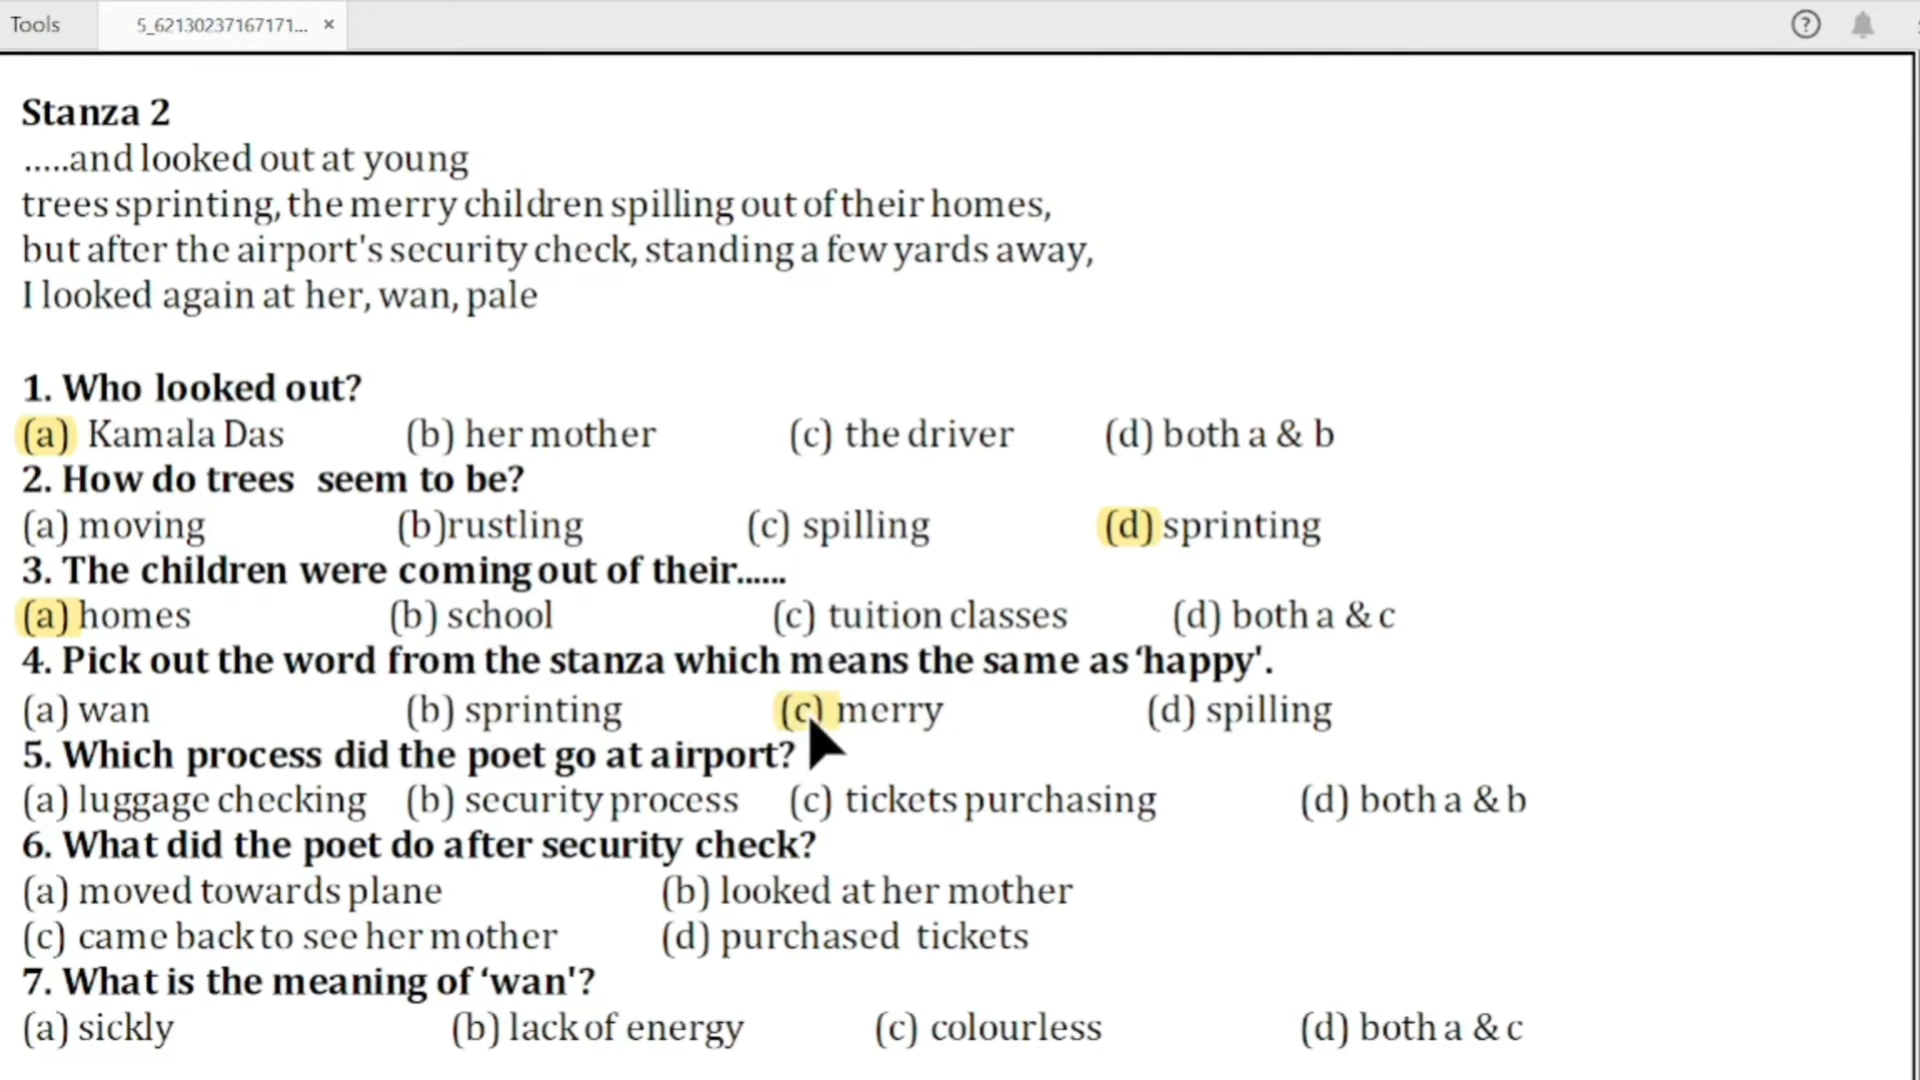 Tools 5_62130237167171... ×
Stanza 2
.....and looked out at young
trees sprinting, the merry children spilling out of their homes,
but after the airport's security check, standing a few yards away,
I looked again at her, wan, pale
1. Who looked out?
(a) Kamala Das (b) her mother (c) the driver (d) both a & b
2. How do trees seem to be?
(a) moving (b)rustling (c) spilling (d) sprinting
3. The children were coming out of their......
(a) homes (b) school (c) tuition classes (d) both a & c
4. Pick out the word from the stanza which means the same as ‘happy'.
(a) wan (b) sprinting (c) merry (d) spilling
5. Which process did the poet go at airport?
(a) luggage checking (b) security process (c) tickets purchasing (d) both a & b
6. What did the poet do after security check?
(a) moved towards plane (b) looked at her mother
(c) came back to see her mother (d) purchased tickets
7. What is the meaning of ‘wan'?
(a) sickly (b) lack of energy (c) colourless (d) both a & c